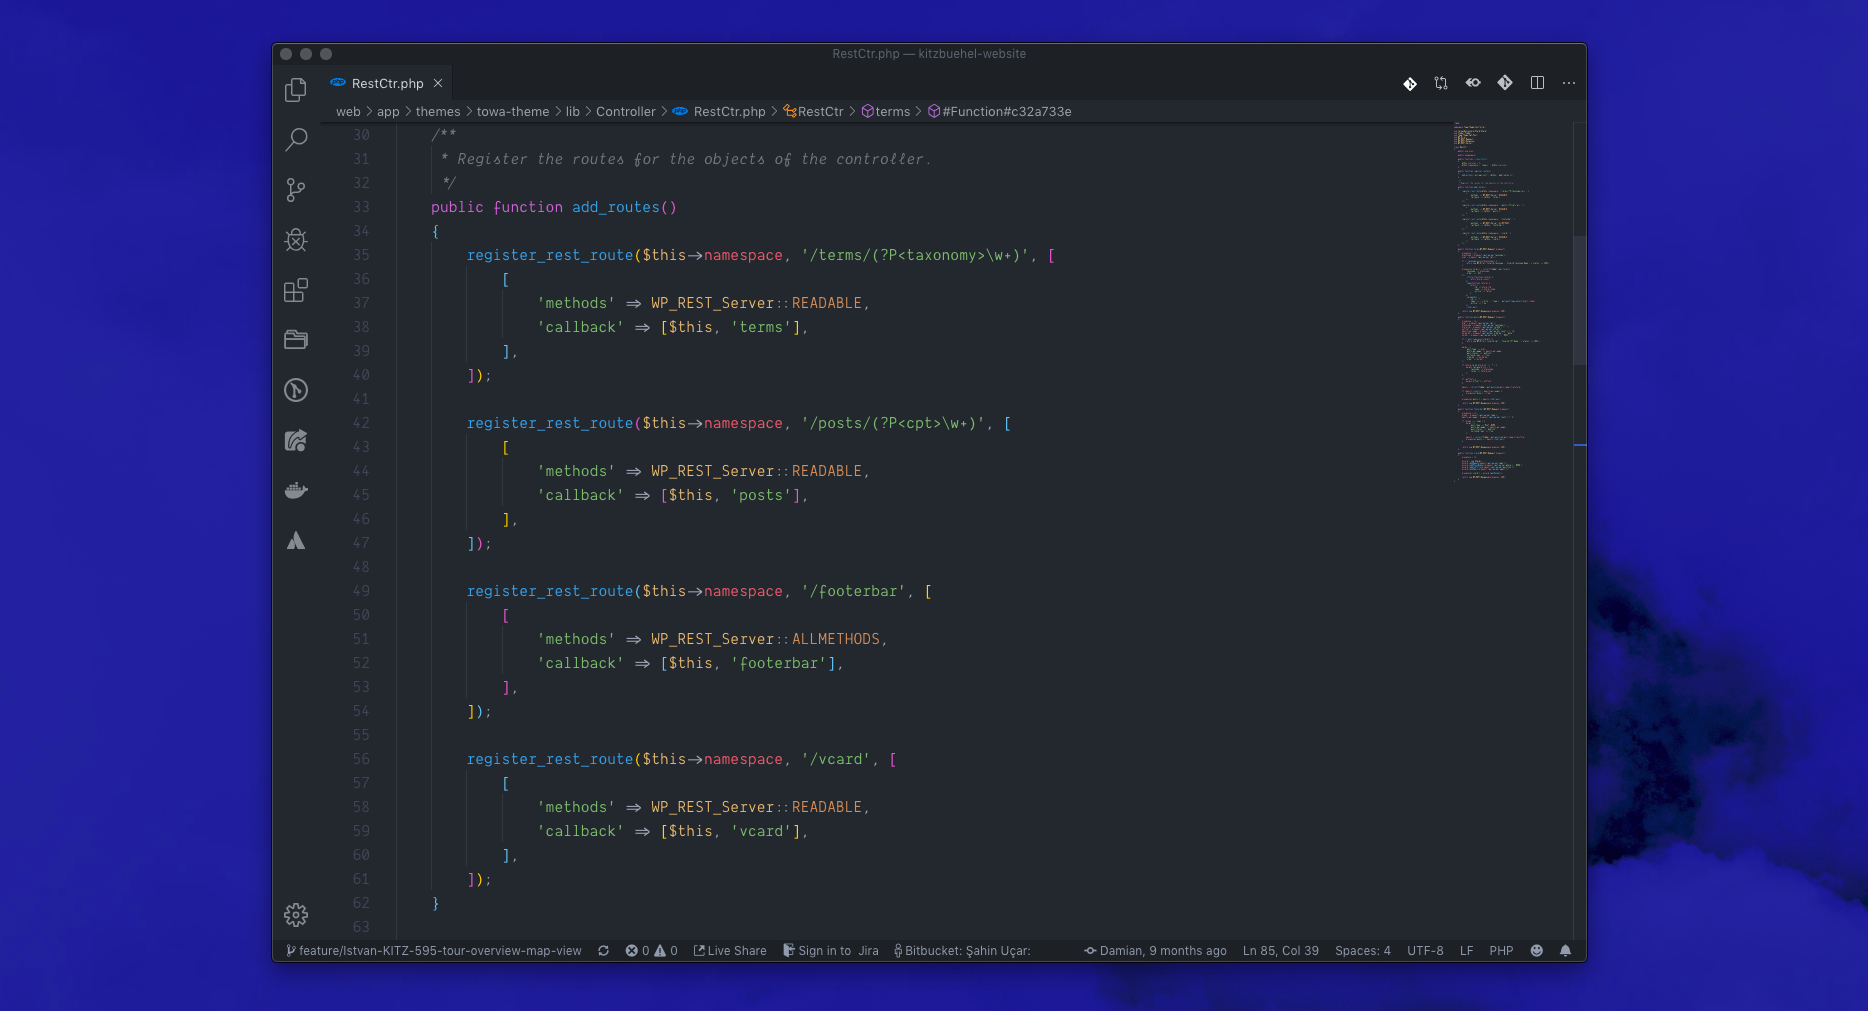 RestCtr.php — kitzbuehel-website
RestCtr.php
web > app > themes > towa-theme > lib > Controller > RestCtr.php > RestCtr > terms > #Function#c32a733e
30 /**
31 * Register the routes for the objects of the controller.
32 */
33 public function add_routes()
34 {
35 register_rest_route($this->namespace, '/terms/(?P<taxonomy>\w+)', [
36 [
37 'methods' => WP_REST_Server::READABLE,
38 'callback' => [$this, 'terms'],
39 ],
40 ]);
41
42 register_rest_route($this->namespace, '/posts/(?P<cpt>\w+)', [
43 [
44 'methods' => WP_REST_Server::READABLE,
45 'callback' => [$this, 'posts'],
46 ],
47 ]);
48
49 register_rest_route($this->namespace, '/footerbar', [
50 [
51 'methods' => WP_REST_Server::ALLMETHODS,
52 'callback' => [$this, 'footerbar'],
53 ],
54 ]);
55
56 register_rest_route($this->namespace, '/vcard', [
57 [
58 'methods' => WP_REST_Server::READABLE,
59 'callback' => [$this, 'vcard'],
60 ],
61 ]);
62 }
63
feature/Istvan-KITZ-595-tour-overview-map-view 0 0 Live Share Sign in to Jira Bitbucket: Şahin Uçar: Damian, 9 months ago Ln 85, Col 39 Spaces: 4 UTF-8 LF PHP